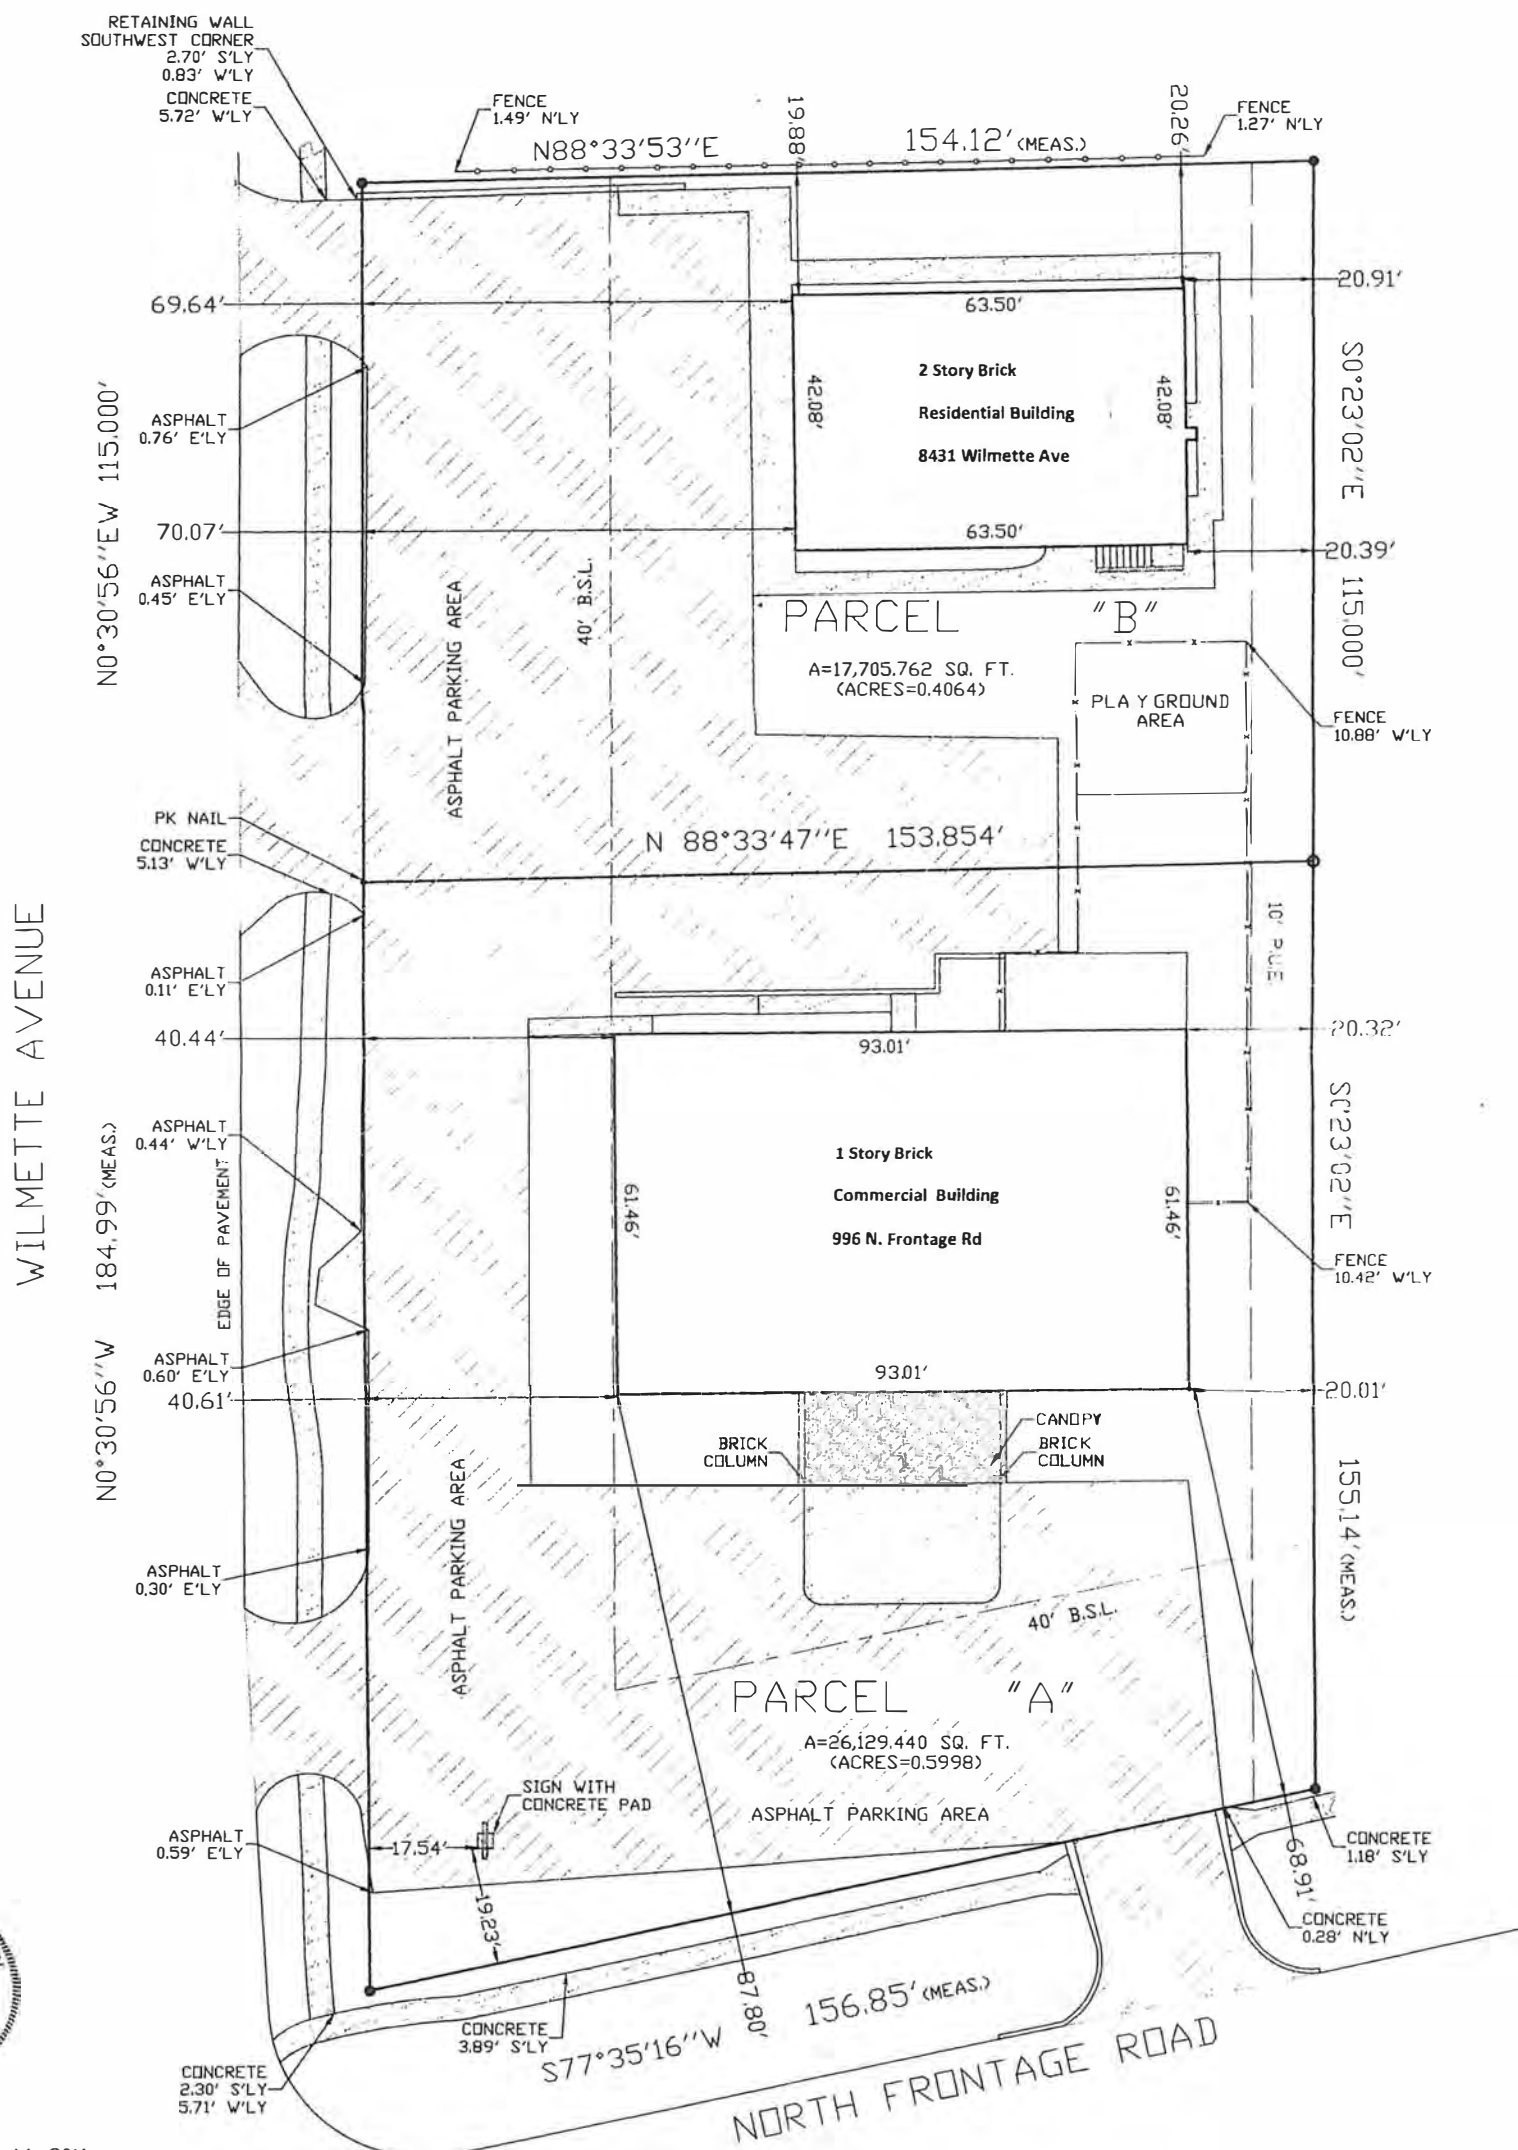 RETAINING WALL
SOUTHWEST CORNER
2.70' S'LY
0.83' W'LY
CONCRETE
5.72' W'LY
FENCE
1.49' N'LY
N88°33'53"E
19.88'
154.12' (MEAS.)
20.26'
FENCE
1.27' N'LY
69.64'
63.50'
20.91'
2 Story Brick
Residential Building
8431 Wilmette Ave
42.08'
42.08'
S0°23'02"E
115.000'
N0°30'56"EW 115.000'
ASPHALT
0.76' E'LY
70.07'
63.50'
20.39'
ASPHALT
0.45' E'LY
ASPHALT PARKING AREA
40' B.S.L.
PARCEL "B"
A=17,705.762 SQ. FT.
(ACRES=0.4064)
PLAY GROUND
AREA
FENCE
10.88' W'LY
PK NAIL
CONCRETE
5.13' W'LY
N 88°33'47"E 153.854'
10' P.U.E.
WILMETTE AVENUE
ASPHALT
0.11' E'LY
40.44'
93.01'
20.32'
ASPHALT
0.44' W'LY
EDGE OF PAVEMENT
N0°30'56"W 184.99' (MEAS.)
1 Story Brick
Commercial Building
996 N. Frontage Rd
61.46'
61.46'
S0°23'02"E
155.14' (MEAS.)
FENCE
10.42' W'LY
ASPHALT
0.60' E'LY
40.61'
93.01'
20.01'
CANOPY
BRICK
COLUMN
BRICK
COLUMN
ASPHALT PARKING AREA
ASPHALT
0.30' E'LY
40' B.S.L.
PARCEL "A"
A=26,129.440 SQ. FT.
(ACRES=0.5998)
SIGN WITH
CONCRETE PAD
ASPHALT PARKING AREA
ASPHALT
0.59' E'LY
17.54'
19.23'
87.80'
68.91'
CONCRETE
1.18' S'LY
CONCRETE
0.28' N'LY
CONCRETE
3.89' S'LY
S77°35'16"W 156.85' (MEAS.)
CONCRETE
2.30' S'LY
5.71' W'LY
NORTH FRONTAGE ROAD